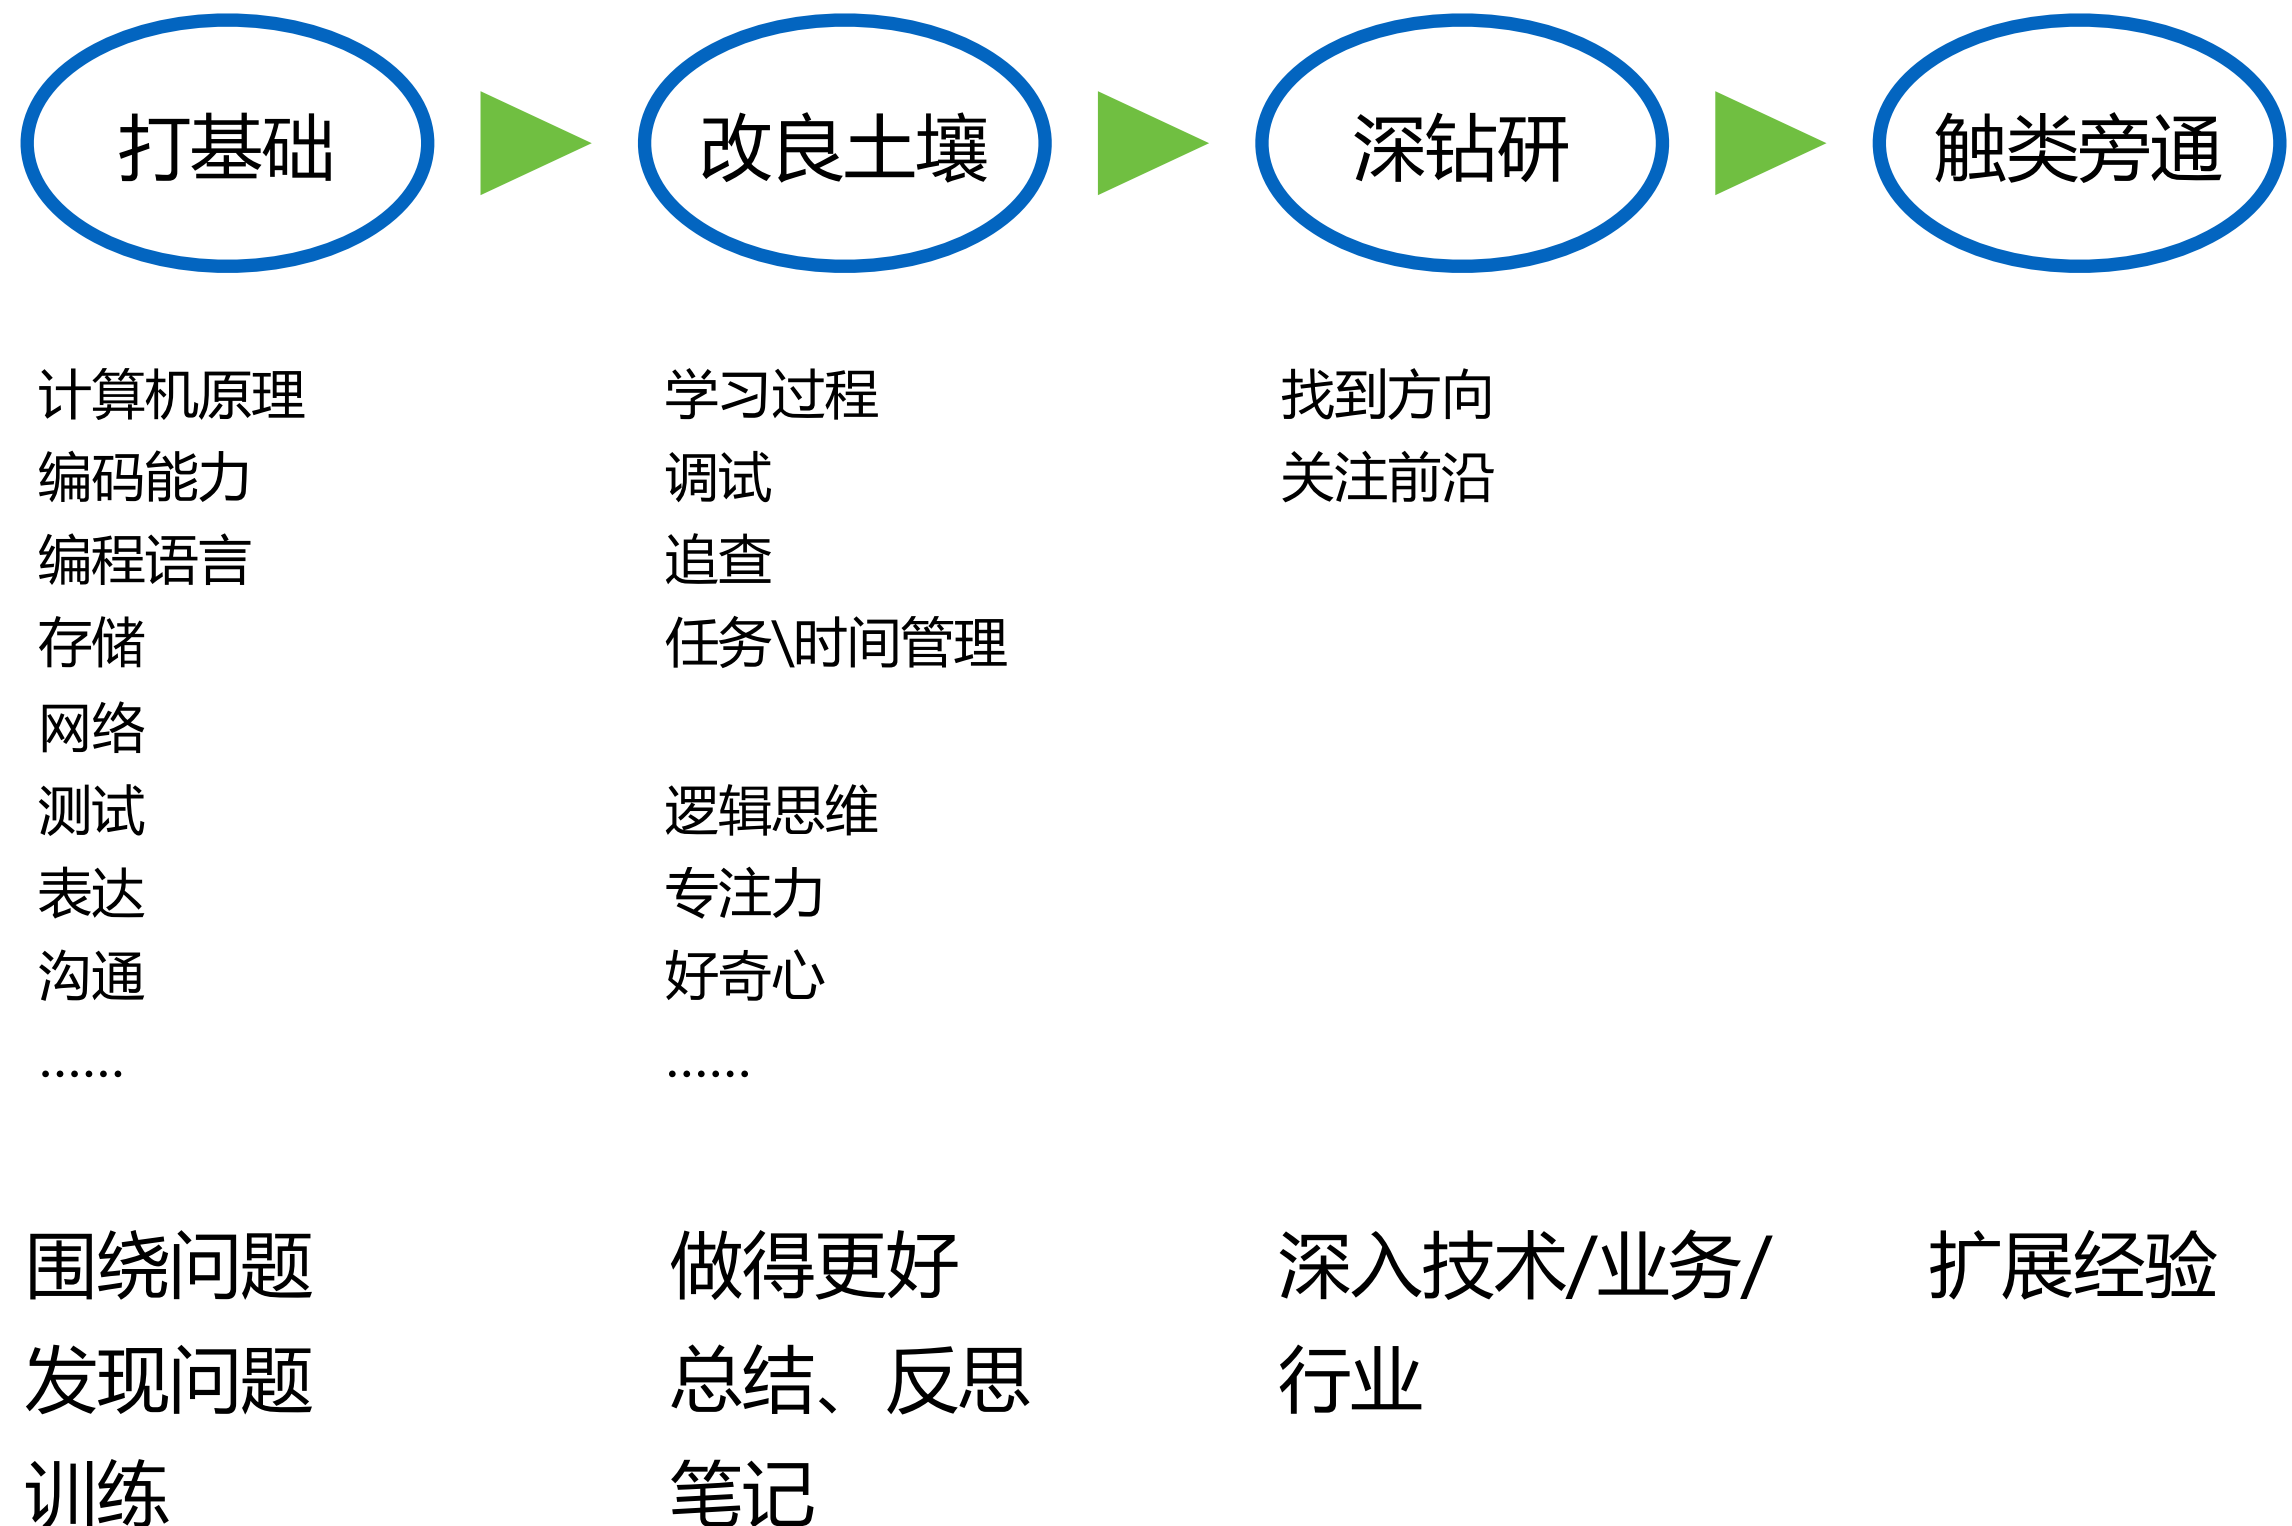 打基础
改良土壤
深钻研
触类旁通
计算机原理
编码能力
编程语言
存储
网络
测试
表达
沟通
......
学习过程
调试
追查
任务\时间管理
逻辑思维
专注力
好奇心
......
找到方向
关注前沿
围绕问题
发现问题
训练
做得更好
总结、反思
笔记
深入技术/业务/
行业
扩展经验